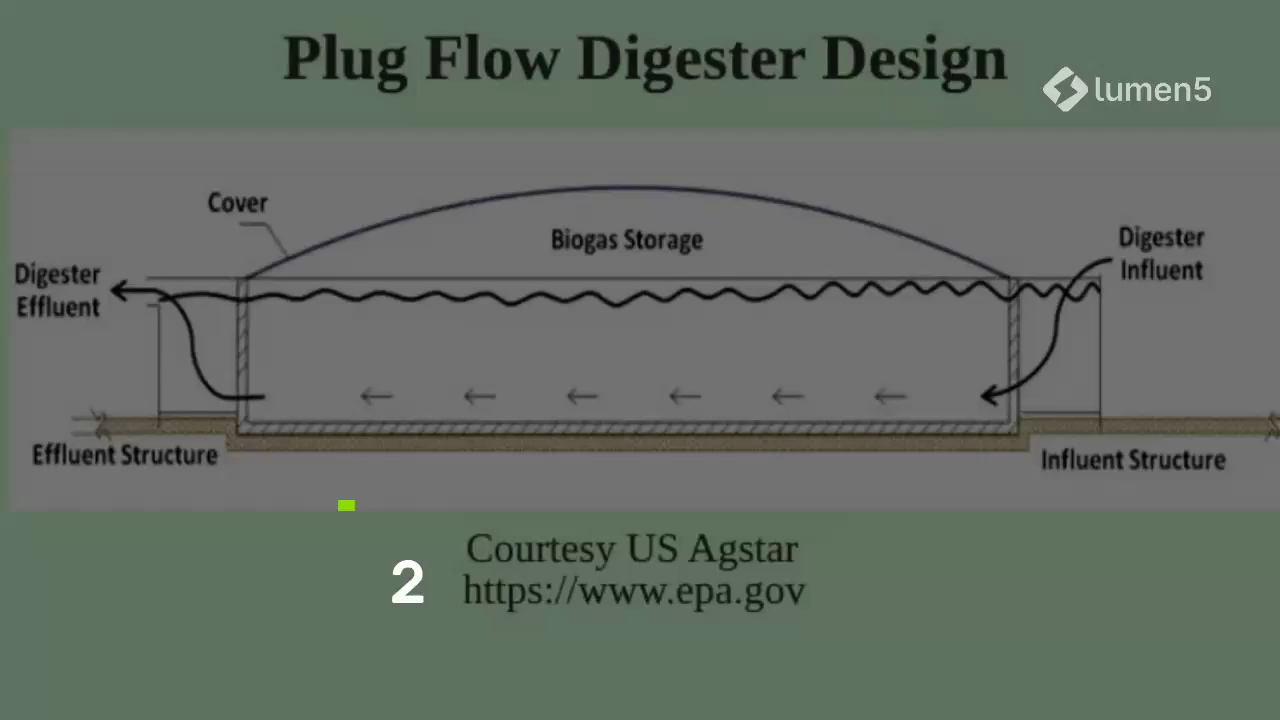 Plug Flow Digester Design
lumen5
Cover
Biogas Storage
Digester
Influent
Digester
Effluent
Effluent Structure
Influent Structure
Courtesy US Agstar
2
https://www.epa.gov